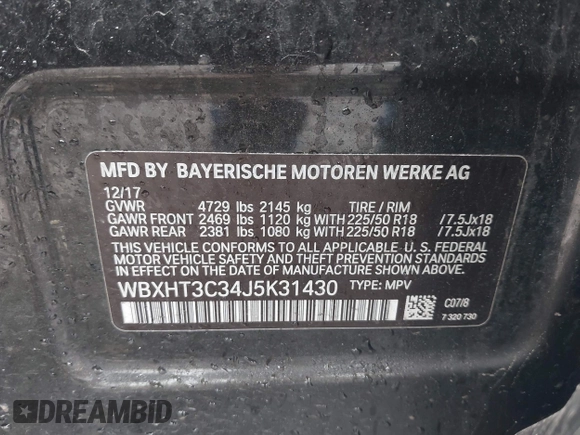 MFD BY BAYERISCHE MOTOREN WERKE AG
12/17
GVWR 4729 lbs 2145 kg TIRE / RIM
GAWR FRONT 2469 lbs 1120 kg WITH 225/50 R18 /7.5Jx18
GAWR REAR 2381 lbs 1080 kg WITH 225/50 R18 /7.5Jx18
THIS VEHICLE CONFORMS TO ALL APPLICABLE U. S. FEDERAL
MOTOR VEHICLE SAFETY AND THEFT PREVENTION STANDARDS
IN EFFECT ON THE DATE OF MANUFACTURE SHOWN ABOVE.
WBXHT3C34J5K31430 TYPE: MPV
C07/8
7 320 730
DREAMBID